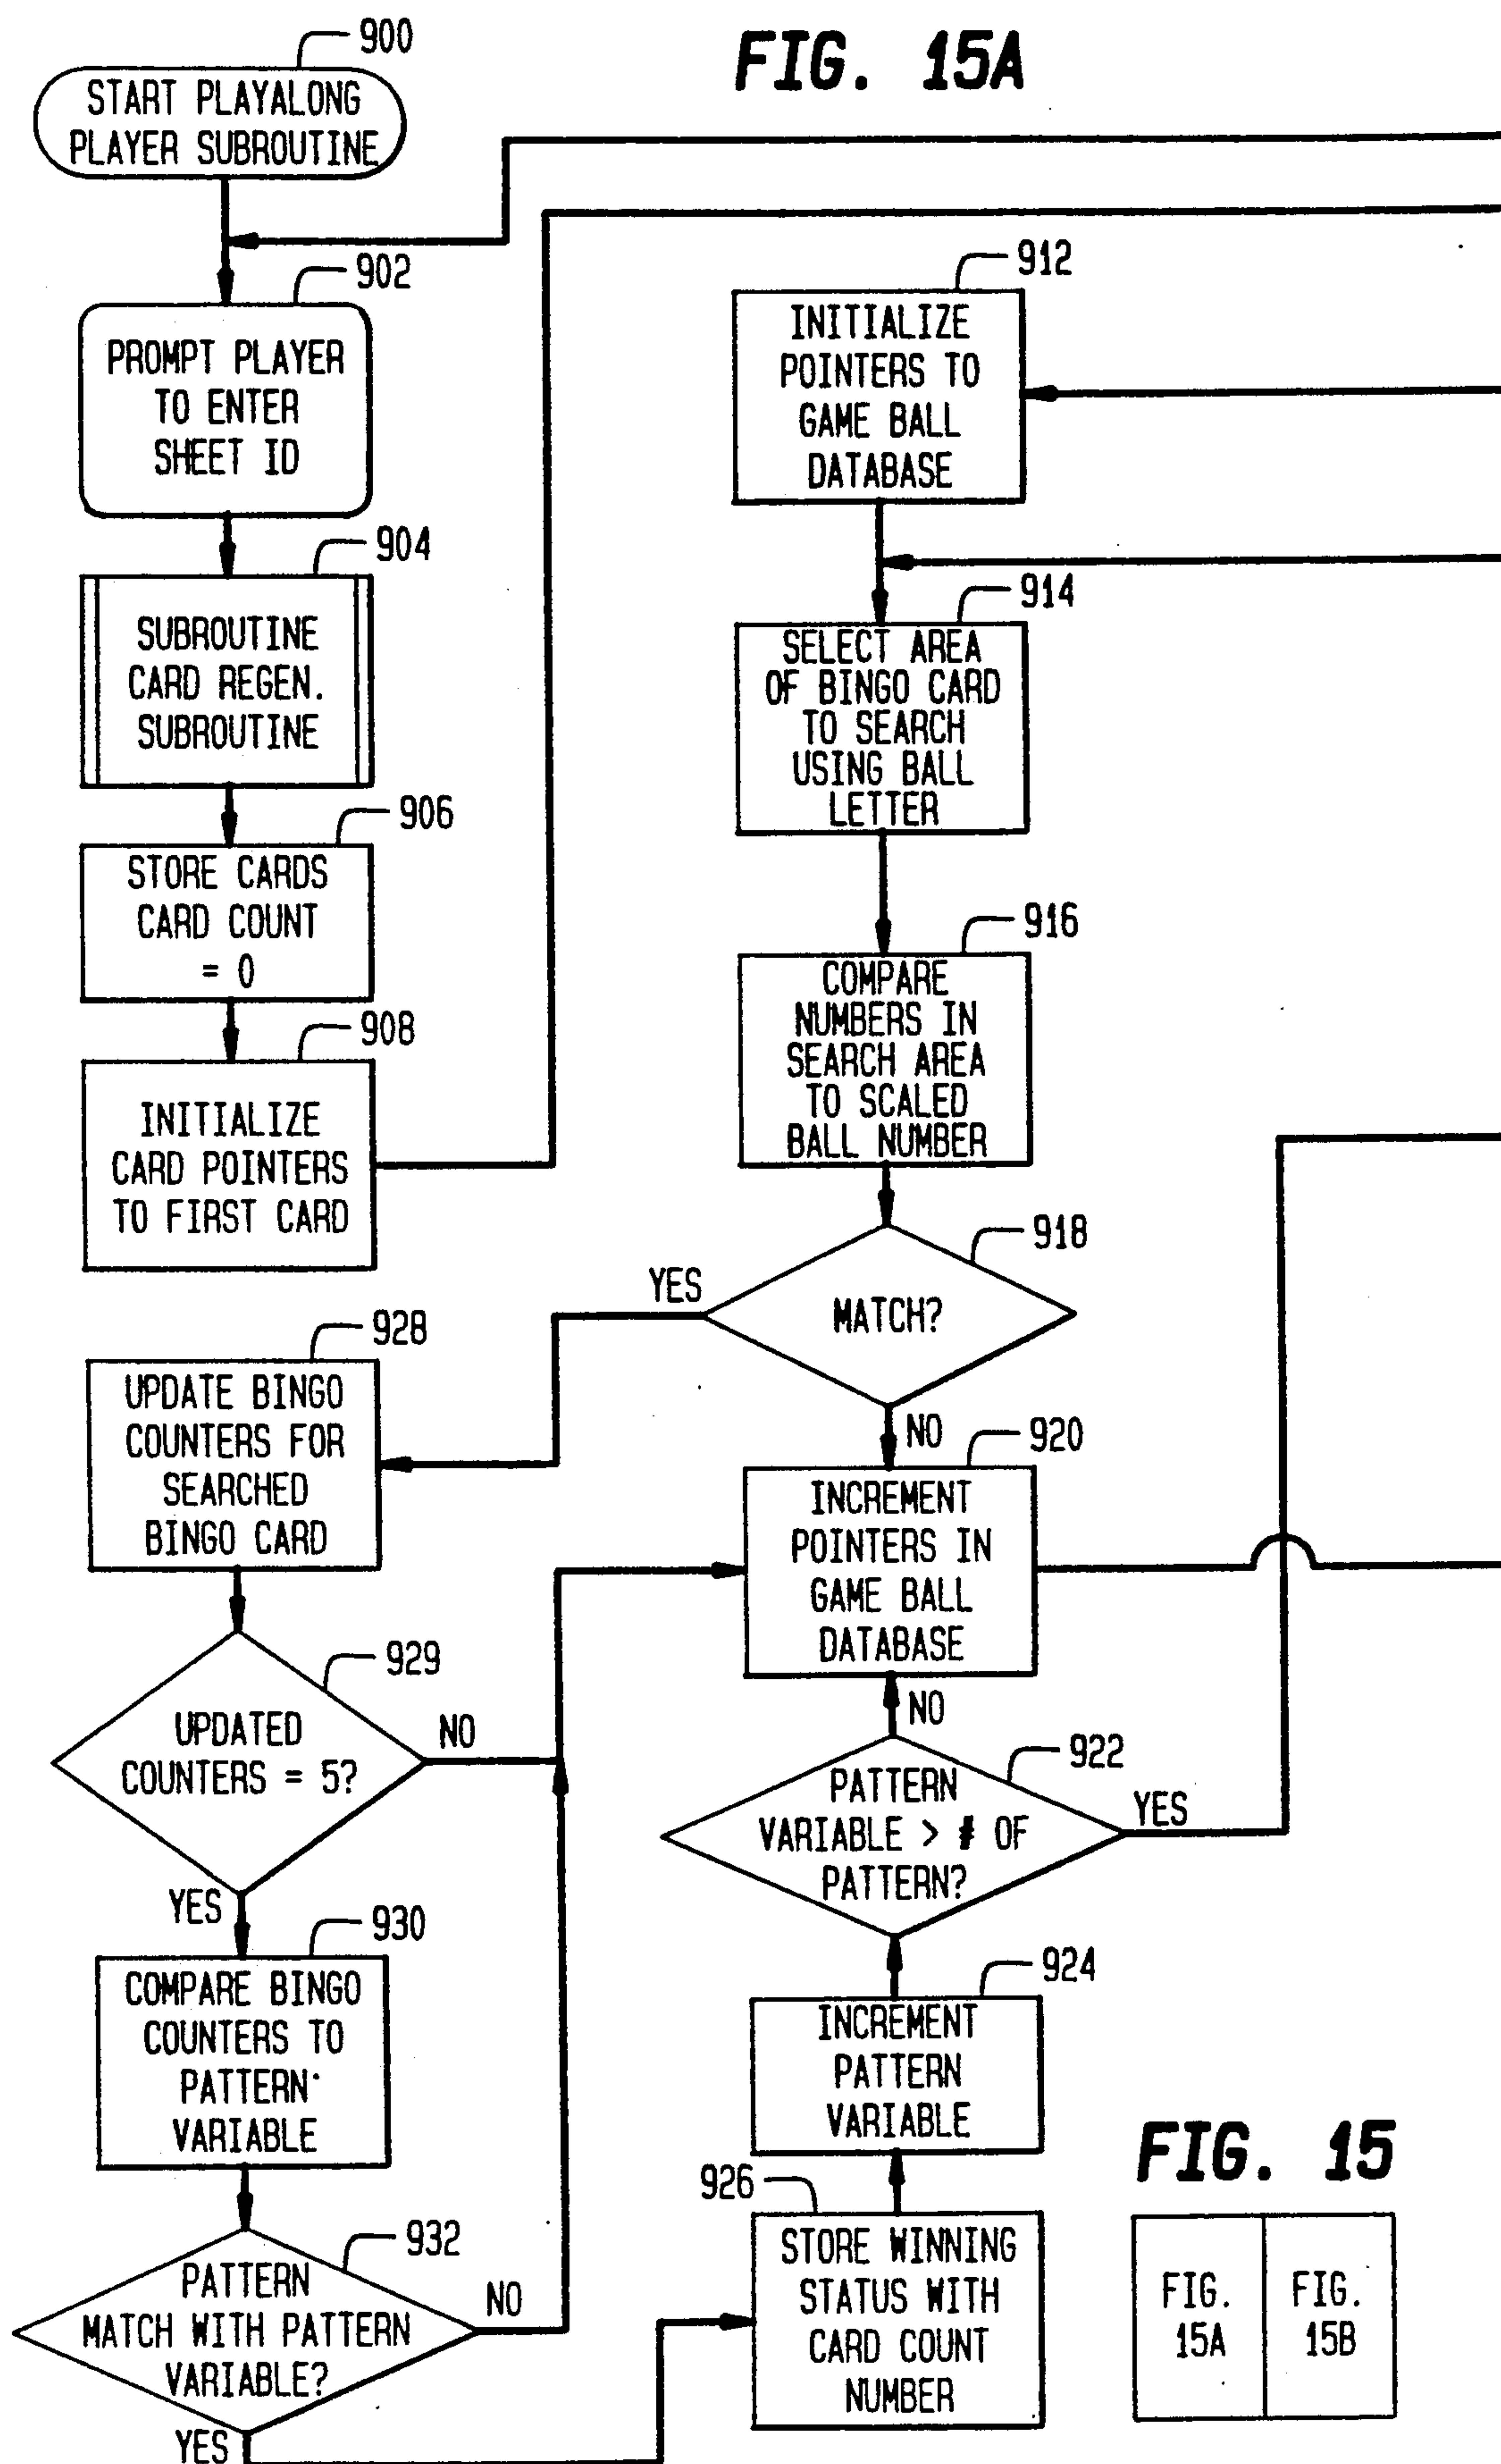 FIG. 15A
900
START PLAYALONG
PLAYER SUBROUTINE
902
PROMPT PLAYER
TO ENTER
SHEET ID
904
SUBROUTINE
CARD REGEN.
SUBROUTINE
906
STORE CARDS
CARD COUNT
= 0
908
INITIALIZE
CARD POINTERS
TO FIRST CARD
912
INITIALIZE
POINTERS TO
GAME BALL
DATABASE
914
SELECT AREA
OF BINGO CARD
TO SEARCH
USING BALL
LETTER
916
COMPARE
NUMBERS IN
SEARCH AREA
TO SCALED
BALL NUMBER
918
MATCH?
YES
NO
920
INCREMENT
POINTERS IN
GAME BALL
DATABASE
NO
922
PATTERN
VARIABLE > # OF
PATTERN?
YES
924
INCREMENT
PATTERN
VARIABLE
926
STORE WINNING
STATUS WITH
CARD COUNT
NUMBER
928
UPDATE BINGO
COUNTERS FOR
SEARCHED
BINGO CARD
929
UPDATED
COUNTERS = 5?
NO
YES
930
COMPARE BINGO
COUNTERS TO
PATTERN
VARIABLE
932
PATTERN
MATCH WITH PATTERN
VARIABLE?
NO
YES
FIG. 15
FIG.
15A
FIG.
15B